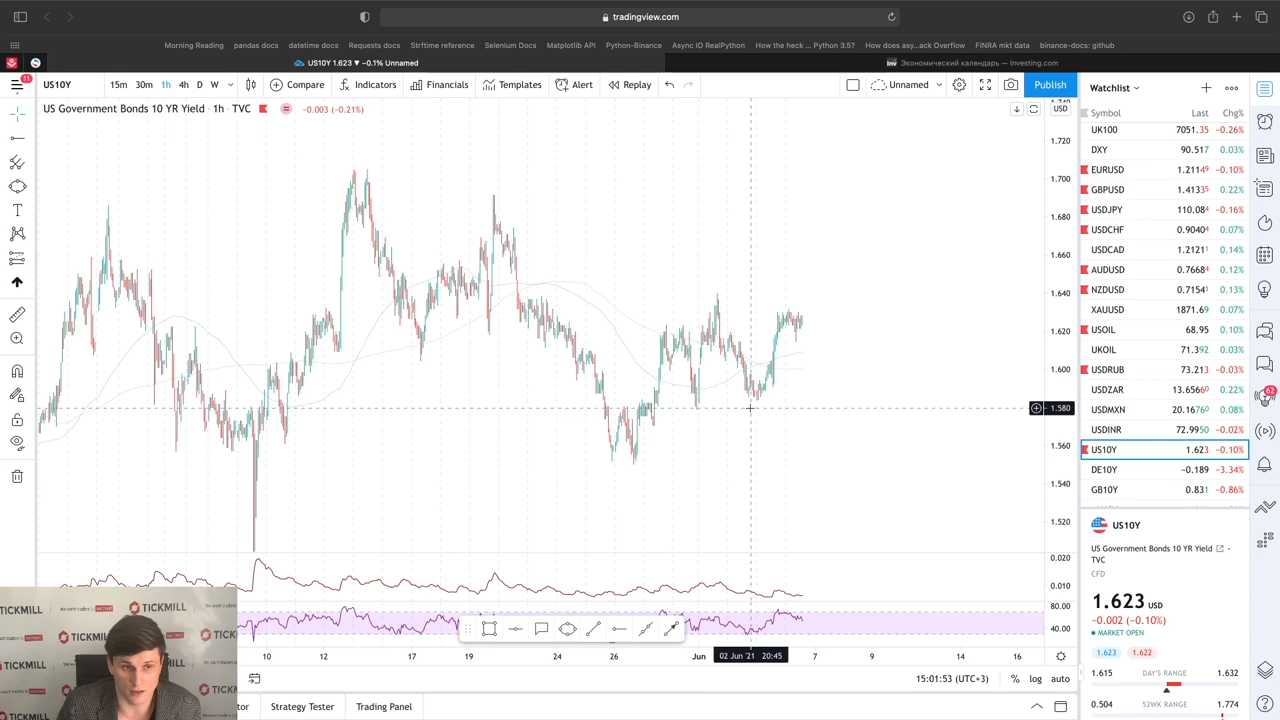 tradingview.com
Morning Reading pandas docs datetime docs Requests docs Strftime reference Selenium Docs Matplotlib API Python-Binance Async IO RealPython How the heck ... Python 3.5? How does asy...ack Overflow FINRA mkt data binance-docs: github
US10Y 1.623 ▼ −0.1% Unnamed
Экономический календарь — Investing.com
11 US10Y 15m 30m 1h 4h D W Compare Indicators Financials Templates Alert Replay Unnamed Publish
US Government Bonds 10 YR Yield · 1h · TVC −0.003 (−0.21%)
USD
1.740
1.720
1.700
1.680
1.660
1.640
1.620
1.600
1.580
1.560
1.540
1.520
0.020
0.010
80.00
40.00
10 12 17 19 24 26 Jun 02 Jun '21 20:45 7 9 14 16
15:01:53 (UTC+3) % log auto
tor Strategy Tester Trading Panel
Watchlist
Symbol Last Chg%
UK100 7051.35 −0.26%
DXY 90.517 0.03%
EURUSD 1.21149 −0.10%
GBPUSD 1.41335 0.22%
USDJPY 110.084 −0.16%
USDCHF 0.90404 0.07%
USDCAD 1.21211 0.14%
AUDUSD 0.76684 0.12%
NZDUSD 0.71541 0.13%
XAUUSD 1871.69 0.07%
USOIL 68.95 0.10%
UKOIL 71.392 0.03%
USDRUB 73.213 −0.03%
USDZAR 13.65660 0.22%
USDMXN 20.16760 0.08%
USDINR 72.9950 −0.02%
US10Y 1.623 −0.10%
DE10Y −0.189 −3.34%
GB10Y 0.831 −0.86%
62
US10Y
US Government Bonds 10 YR Yield · TVC
CFD
1.623 USD
−0.002 (−0.10%)
MARKET OPEN
1.623 1.622
1.615 DAY'S RANGE 1.632
0.504 52WK RANGE 1.774
TICKMILL
TICKMILL
TICKMILL
TICKMILL